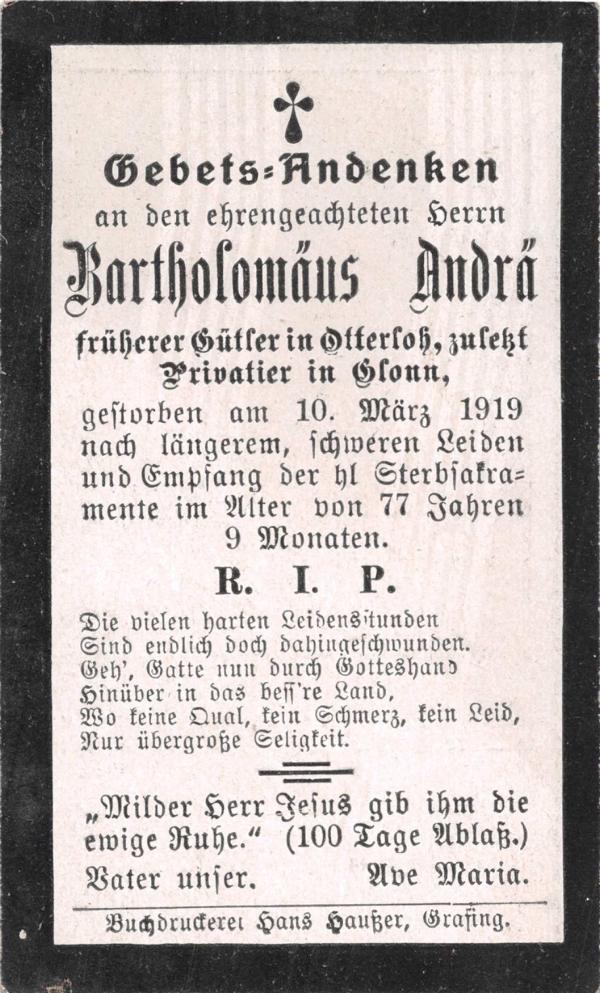 Gebets-Andenken
an den ehrengeachteten Herrn
Bartholomäus Andrä
früherer Gütler in Otterloh, zuletzt
Privatier in Glonn,
gestorben am 10. März 1919
nach längerem, schweren Leiden
und Empfang der hl Sterbsakra-
mente im Alter von 77 Jahren
9 Monaten.
R. I. P.
Die vielen harten Leidensstunden
Sind endlich doch dahingeschwunden.
Geh', Gatte nun durch Gotteshand
Hinüber in das bess're Land,
Wo keine Qual, kein Schmerz, kein Leid,
Nur übergroße Seligkeit.
„Milder Herr Jesus gib ihm die
ewige Ruhe.“ (100 Tage Ablaß.)
Vater unser. Ave Maria.
Buchdruckerei Hans Haußer, Grafing.